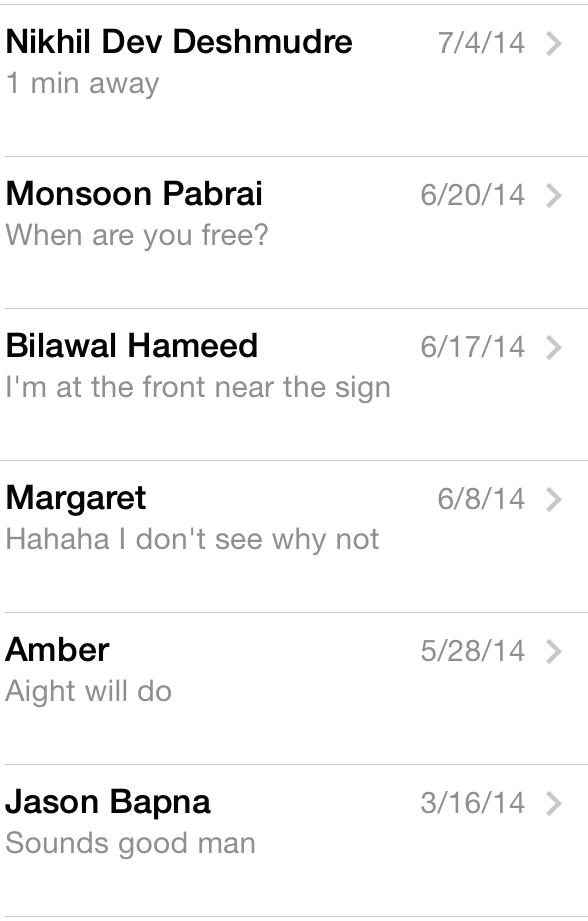 Nikhil Dev Deshmudre 7/4/14
1 min away
Monsoon Pabrai 6/20/14
When are you free?
Bilawal Hameed 6/17/14
I'm at the front near the sign
Margaret 6/8/14
Hahaha I don't see why not
Amber 5/28/14
Aight will do
Jason Bapna 3/16/14
Sounds good man